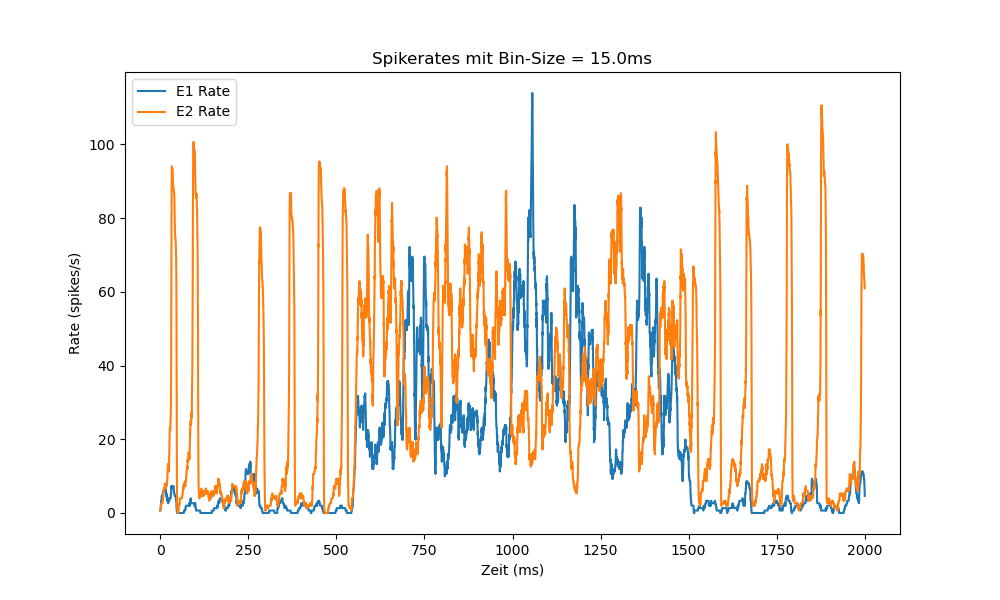 Spikerates mit Bin-Size = 15.0ms
E1 Rate
E2 Rate
100
80
60
40
20
0
Rate (spikes/s)
0 250 500 750 1000 1250 1500 1750 2000
Zeit (ms)